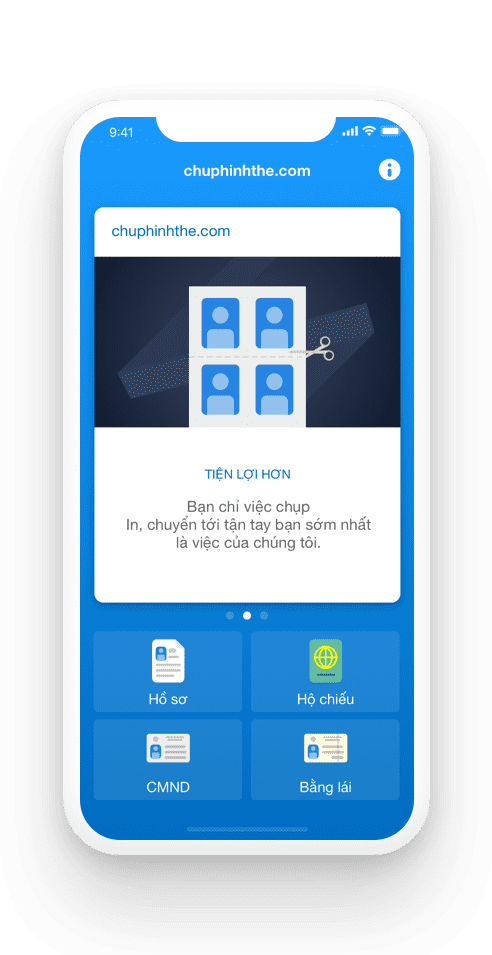 9:41
chuphinhthe.com
chuphinhthe.com
TIỆN LỢI HƠN
Bạn chỉ việc chụp
In, chuyển tới tận tay bạn sớm nhất
là việc của chúng tôi.
Hồ sơ
Hộ chiếu
CMND
Bằng lái